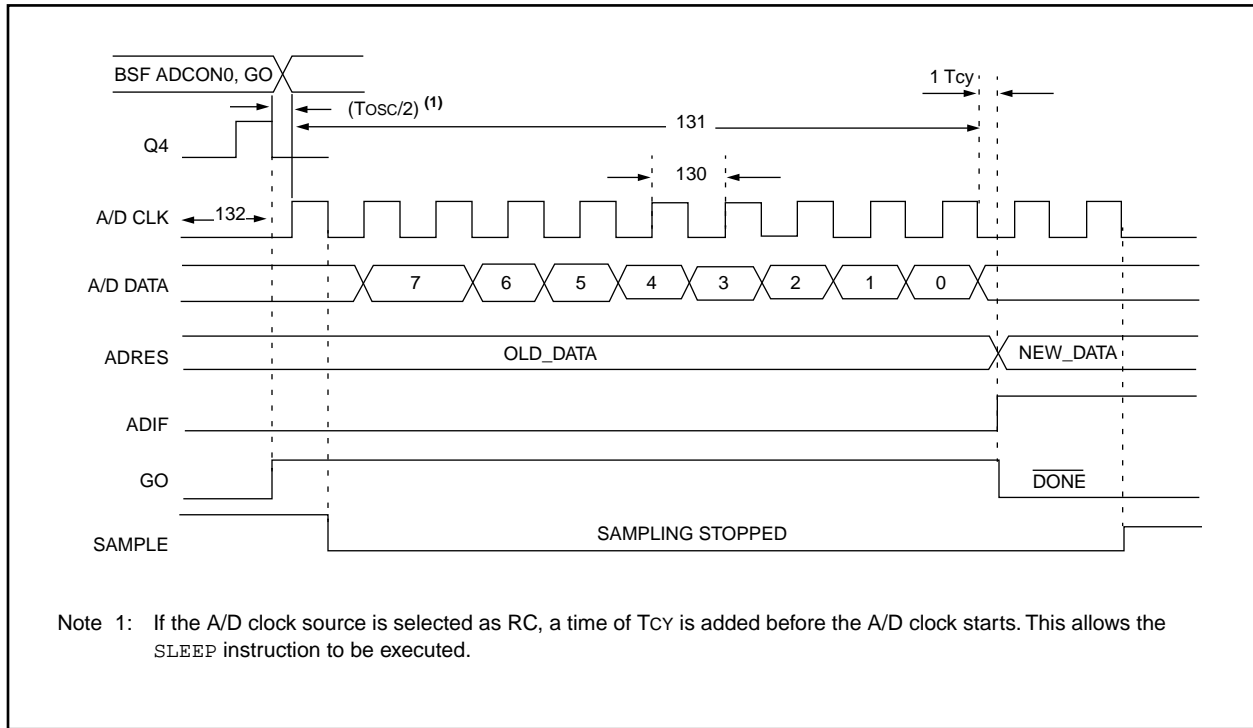 BSF ADCON0, GO
1 TCY
(TOSC/2) (1)
131
Q4
130
A/D CLK
132
A/D DATA
7 6 5 4 3 2 1 0
ADRES
OLD_DATA
NEW_DATA
ADIF
GO
DONE
SAMPLE
SAMPLING STOPPED
Note 1: If the A/D clock source is selected as RC, a time of TCY is added before the A/D clock starts. This allows the
SLEEP instruction to be executed.